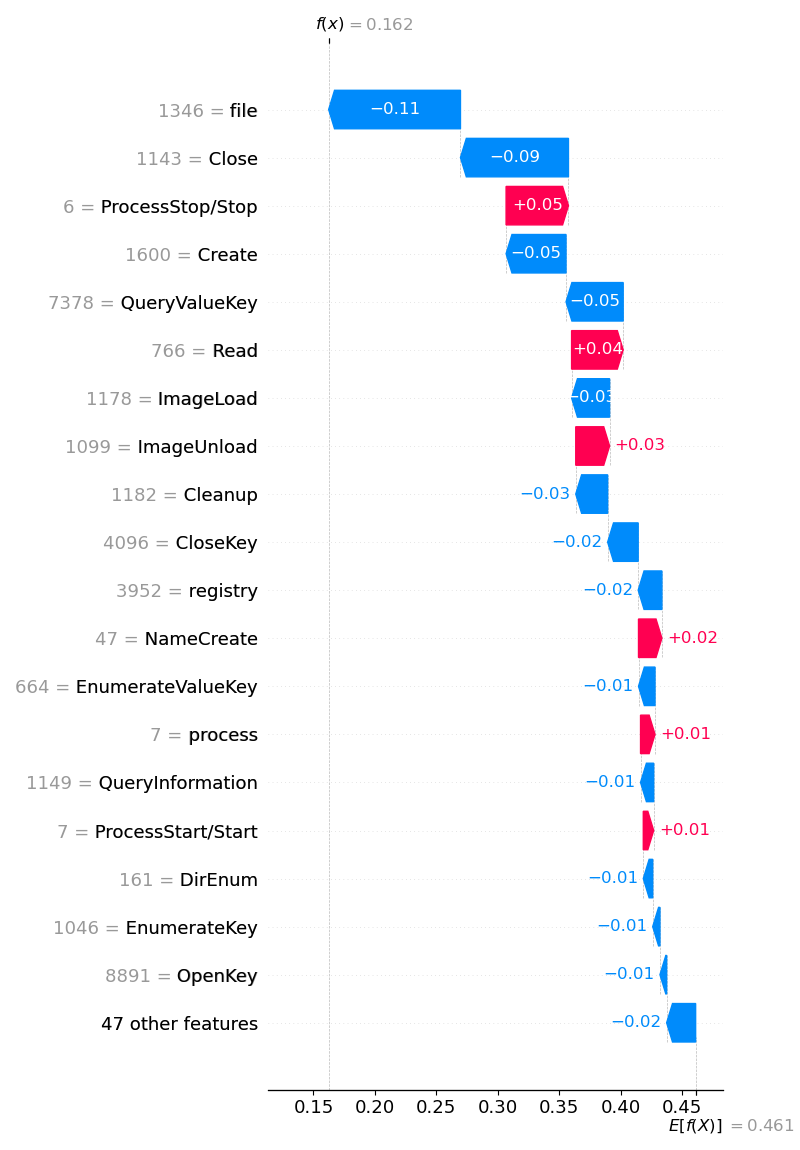 f(x) = 0.162
1346 = file
−0.11
1143 = Close
−0.09
6 = ProcessStop/Stop
+0.05
1600 = Create
−0.05
7378 = QueryValueKey
−0.05
766 = Read
+0.04
1178 = ImageLoad
−0.03
1099 = ImageUnload
+0.03
1182 = Cleanup
−0.03
4096 = CloseKey
−0.02
3952 = registry
−0.02
47 = NameCreate
+0.02
664 = EnumerateValueKey
−0.01
7 = process
+0.01
1149 = QueryInformation
−0.01
7 = ProcessStart/Start
+0.01
161 = DirEnum
−0.01
1046 = EnumerateKey
−0.01
8891 = OpenKey
−0.01
47 other features
−0.02
0.15 0.20 0.25 0.30 0.35 0.40 0.45
E[f(X)] = 0.461